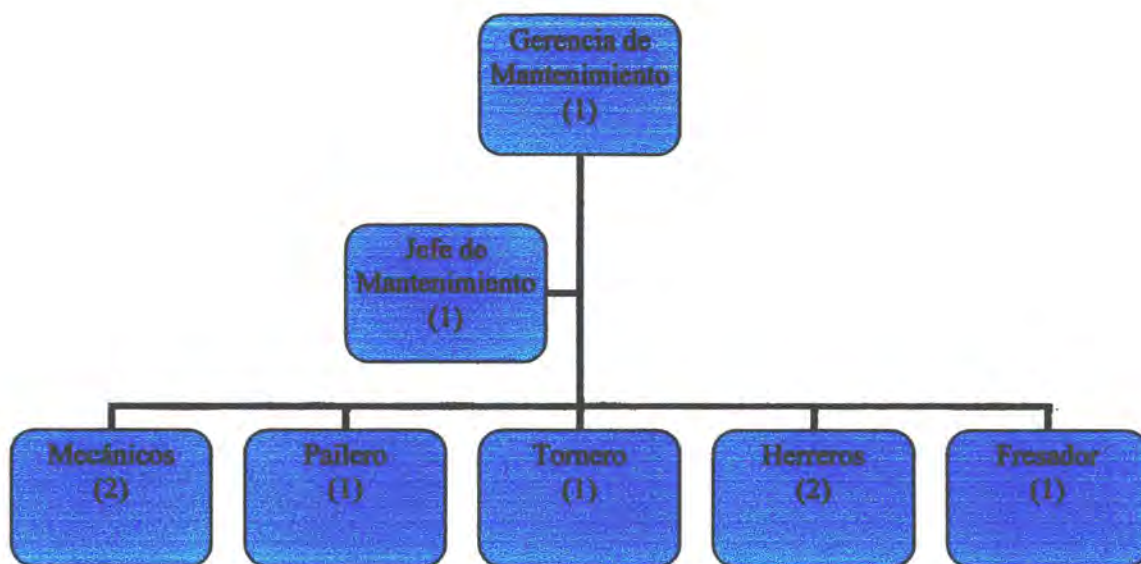 Gerencia de
Mantenimiento
(1)
Jefe de
Mantenimiento
(1)
Mecánicos
(2)
Pailero
(1)
Tornero
(1)
Herreros
(2)
Fresador
(1)